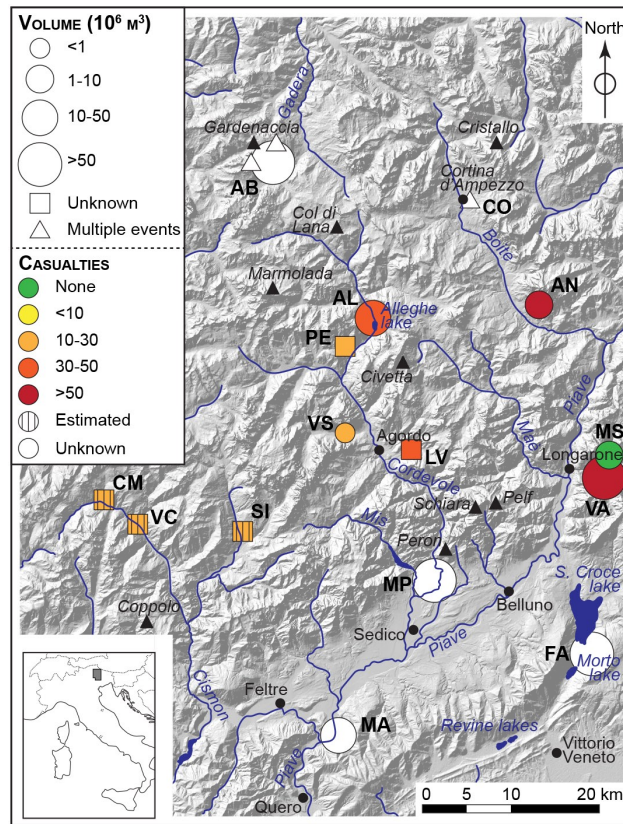 VOLUME (10⁶ M³)
<1
1-10
10-50
>50
Unknown
Multiple events
CASUALTIES
None
<10
10-30
30-50
>50
Estimated
Unknown
North
Gadera
Gardenaccia
AB
Cristallo
Cortina
d'Ampezzo
CO
Boite
Col di
Lana
Marmolada
AL
Alleghe
lake
AN
PE
Civetta
Piave
VS
Agordo
LV
Maè
MS
Longarone
VA
Cordevole
CM
VC
SI
Schiara
Pelf
Mis
Peron
MP
S. Croce
lake
Belluno
Coppolo
Sedico
Piave
FA
Morto
lake
Cismon
Feltre
MA
Revine lakes
Vittorio
Veneto
Piave
Quero
0 5 10 20 km